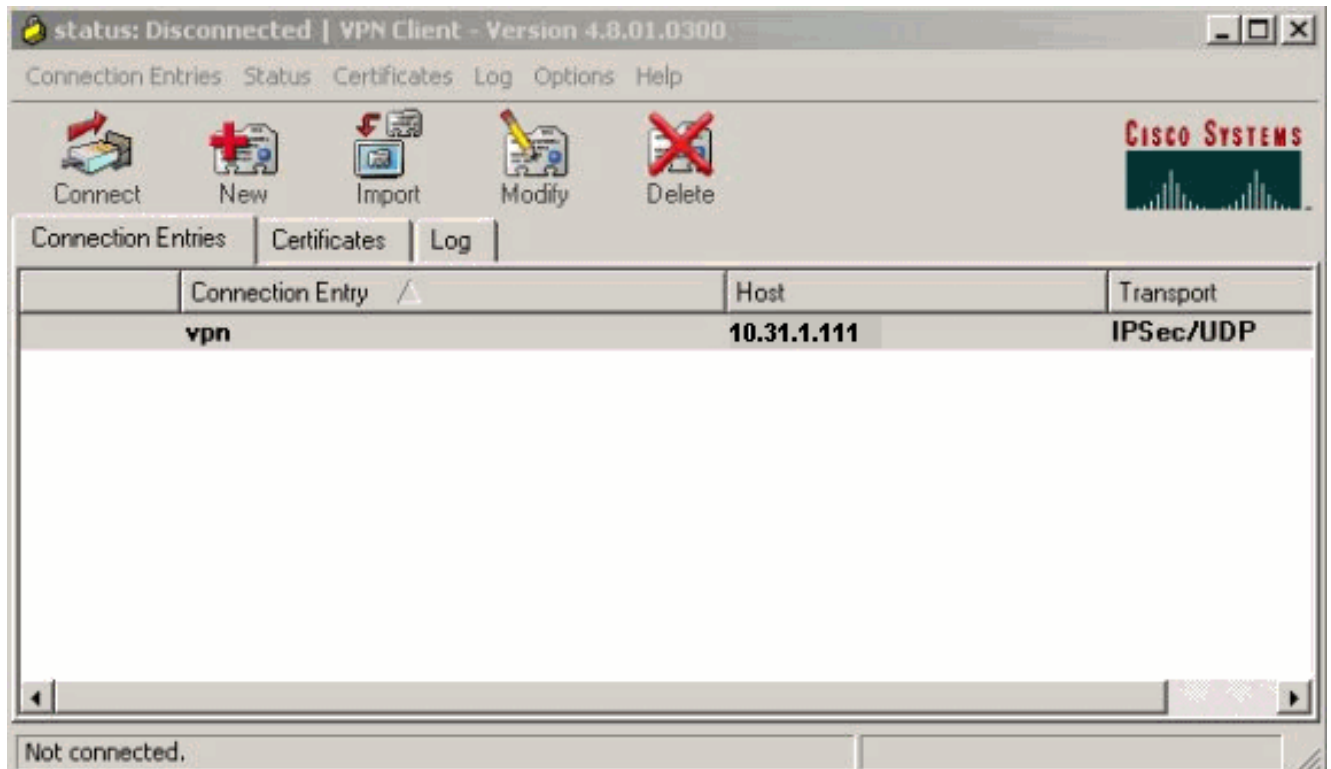 status: Disconnected | VPN Client - Version 4.8.01.0300
Connection Entries Status Certificates Log Options Help
Connect New Import Modify Delete
CISCO SYSTEMS
Connection Entries Certificates Log
Connection Entry Host Transport
vpn 10.31.1.111 IPSec/UDP
Not connected.